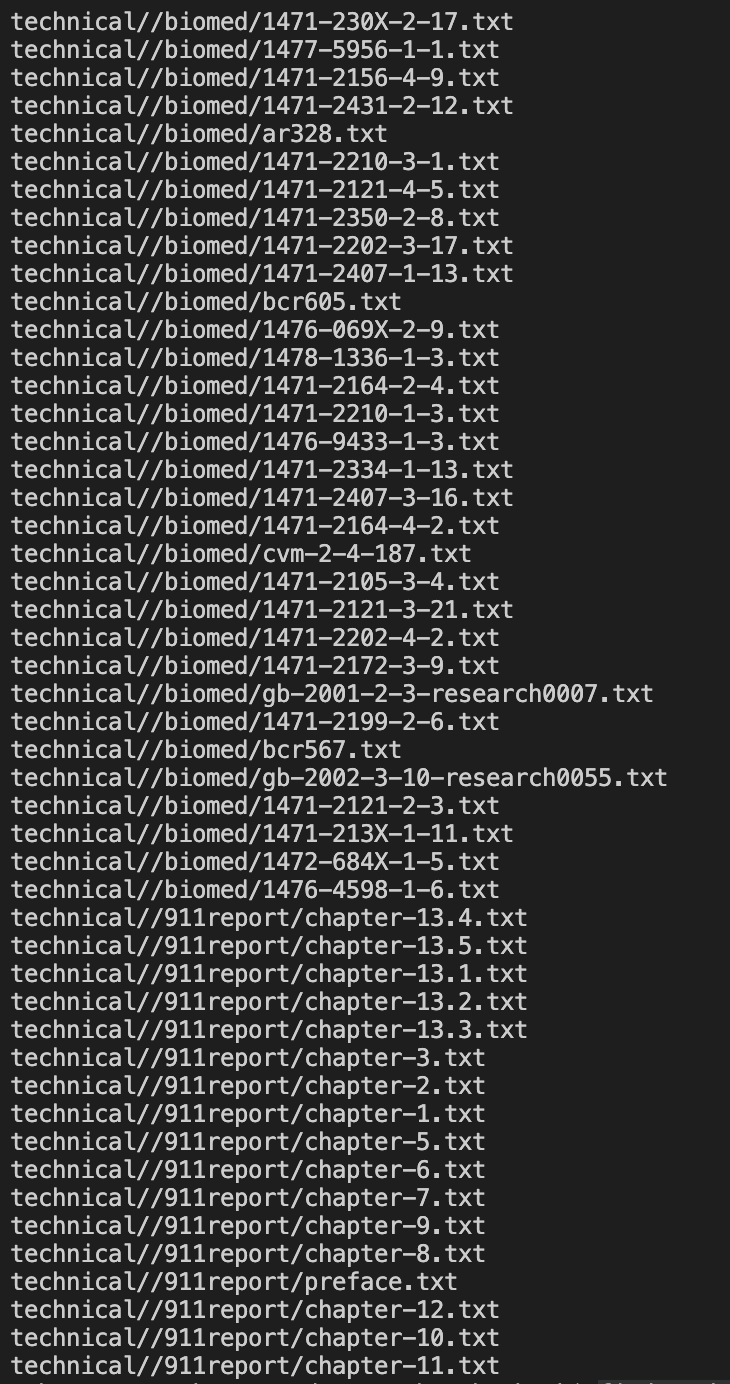 technical//biomed/1471-230X-2-17.txt
technical//biomed/1477-5956-1-1.txt
technical//biomed/1471-2156-4-9.txt
technical//biomed/1471-2431-2-12.txt
technical//biomed/ar328.txt
technical//biomed/1471-2210-3-1.txt
technical//biomed/1471-2121-4-5.txt
technical//biomed/1471-2350-2-8.txt
technical//biomed/1471-2202-3-17.txt
technical//biomed/1471-2407-1-13.txt
technical//biomed/bcr605.txt
technical//biomed/1476-069X-2-9.txt
technical//biomed/1478-1336-1-3.txt
technical//biomed/1471-2164-2-4.txt
technical//biomed/1471-2210-1-3.txt
technical//biomed/1476-9433-1-3.txt
technical//biomed/1471-2334-1-13.txt
technical//biomed/1471-2407-3-16.txt
technical//biomed/1471-2164-4-2.txt
technical//biomed/cvm-2-4-187.txt
technical//biomed/1471-2105-3-4.txt
technical//biomed/1471-2121-3-21.txt
technical//biomed/1471-2202-4-2.txt
technical//biomed/1471-2172-3-9.txt
technical//biomed/gb-2001-2-3-research0007.txt
technical//biomed/1471-2199-2-6.txt
technical//biomed/bcr567.txt
technical//biomed/gb-2002-3-10-research0055.txt
technical//biomed/1471-2121-2-3.txt
technical//biomed/1471-213X-1-11.txt
technical//biomed/1472-684X-1-5.txt
technical//biomed/1476-4598-1-6.txt
technical//911report/chapter-13.4.txt
technical//911report/chapter-13.5.txt
technical//911report/chapter-13.1.txt
technical//911report/chapter-13.2.txt
technical//911report/chapter-13.3.txt
technical//911report/chapter-3.txt
technical//911report/chapter-2.txt
technical//911report/chapter-1.txt
technical//911report/chapter-5.txt
technical//911report/chapter-6.txt
technical//911report/chapter-7.txt
technical//911report/chapter-9.txt
technical//911report/chapter-8.txt
technical//911report/preface.txt
technical//911report/chapter-12.txt
technical//911report/chapter-10.txt
technical//911report/chapter-11.txt